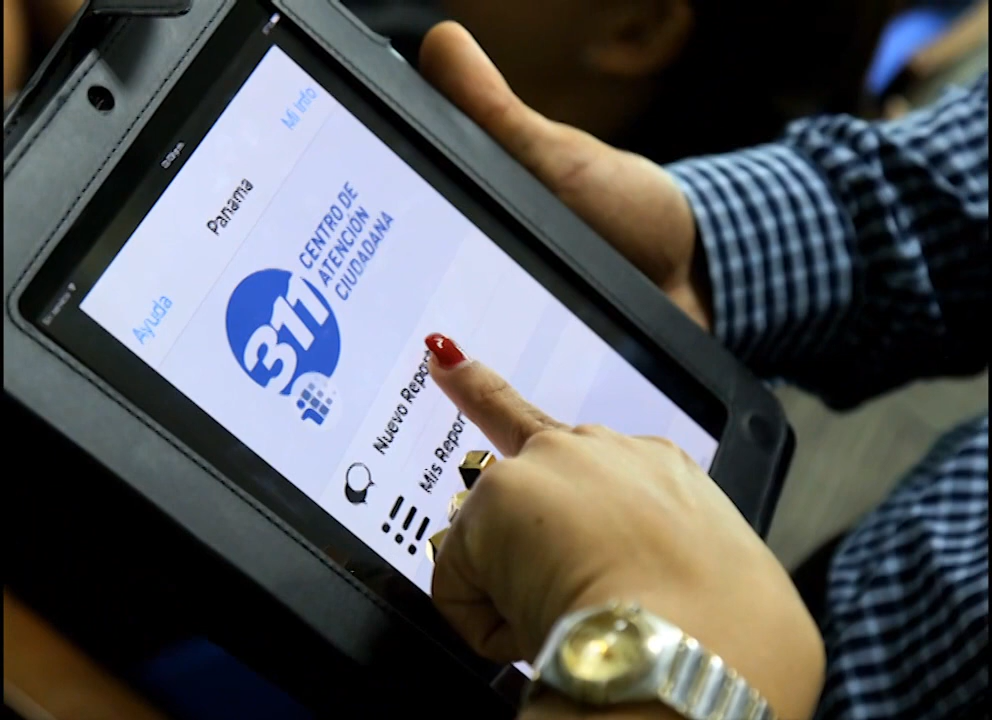 Ayuda
Panama
Mi Info
311
CENTRO DE
ATENCION
CIUDADANA
Nuevo Repor
Mis Repor